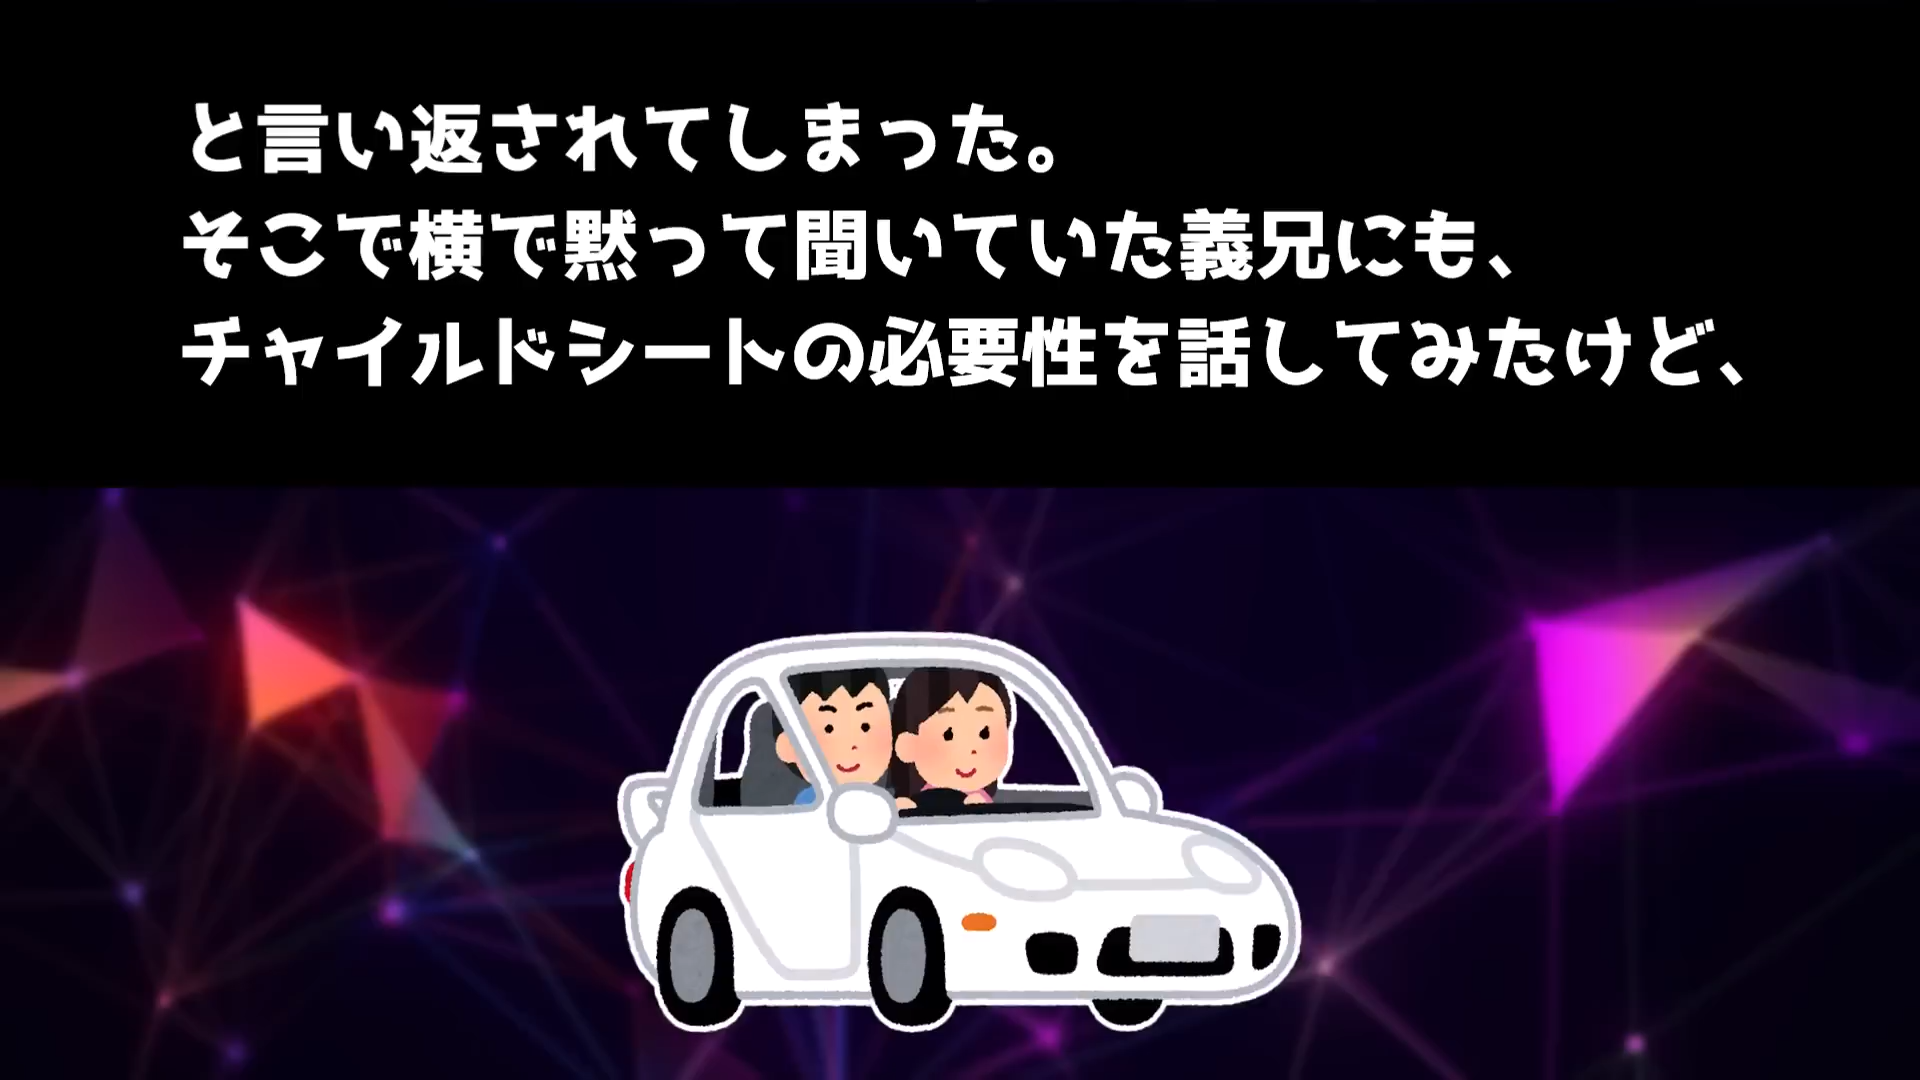 と言い返されてしまった。
そこで横で黙って聞いていた義兄にも、
チャイルドシートの必要性を話してみたけど、